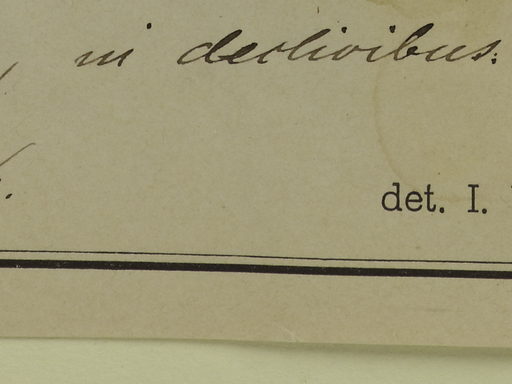 in declivibus.
det. I.